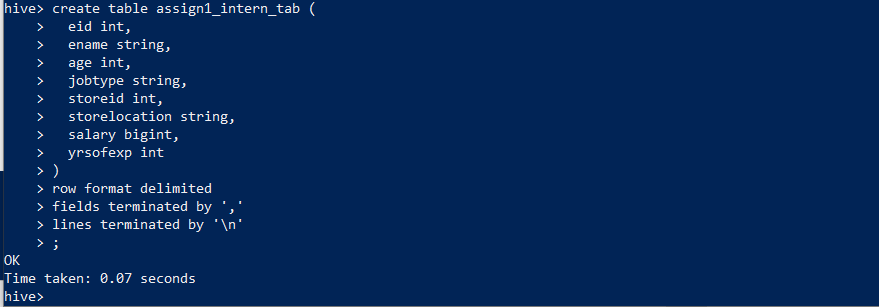 hive> create table assign1_intern_tab (
    >   eid int,
    >   ename string,
    >   age int,
    >   jobtype string,
    >   storeid int,
    >   storelocation string,
    >   salary bigint,
    >   yrsofexp int
    > )
    > row format delimited
    > fields terminated by ','
    > lines terminated by '\n'
    > ;
OK
Time taken: 0.07 seconds
hive>